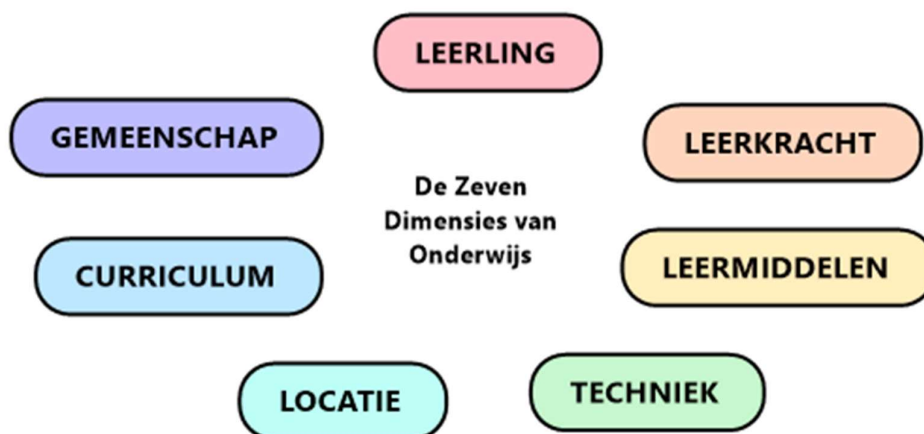 LEERLING
GEMEENSCHAP
LEERKRACHT
De Zeven
Dimensies van
Onderwijs
CURRICULUM
LEERMIDDELEN
LOCATIE
TECHNIEK